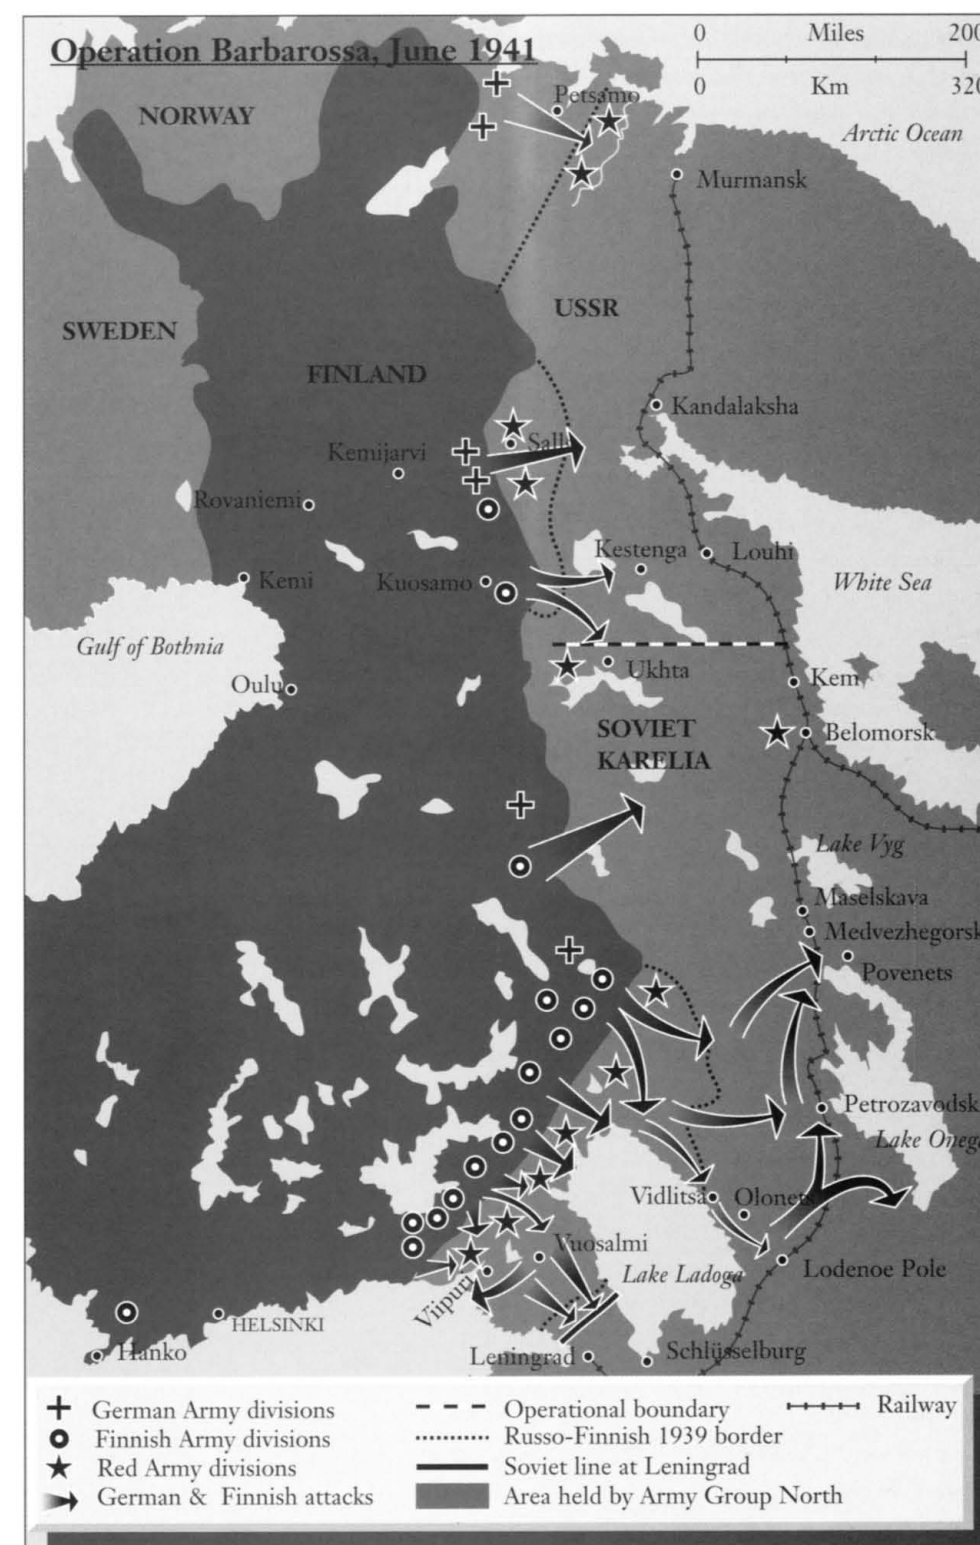 Operation Barbarossa, June 1941
0 Miles 200
0 Km 320
NORWAY
Petsamo
Arctic Ocean
Murmansk
USSR
SWEDEN
FINLAND
Kandalaksha
Kemijarvi
Salla
Rovaniemi
Kestenga
Louhi
Kemi
Kuosamo
White Sea
Gulf of Bothnia
Ukhta
Oulu
Kem
SOVIET
KARELIA
Belomorsk
Lake Vyg
Maselskava
Medvezhegorsk
Povenets
Petrozavodsk
Lake Onega
Vidlitsa
Olonets
Vuosalmi
Lake Ladoga
Lodenoe Pole
Viipuri
HELSINKI
Hanko
Leningrad
Schlüsselburg
German Army divisions
Finnish Army divisions
Red Army divisions
German & Finnish attacks
Operational boundary
Russo-Finnish 1939 border
Soviet line at Leningrad
Area held by Army Group North
Railway